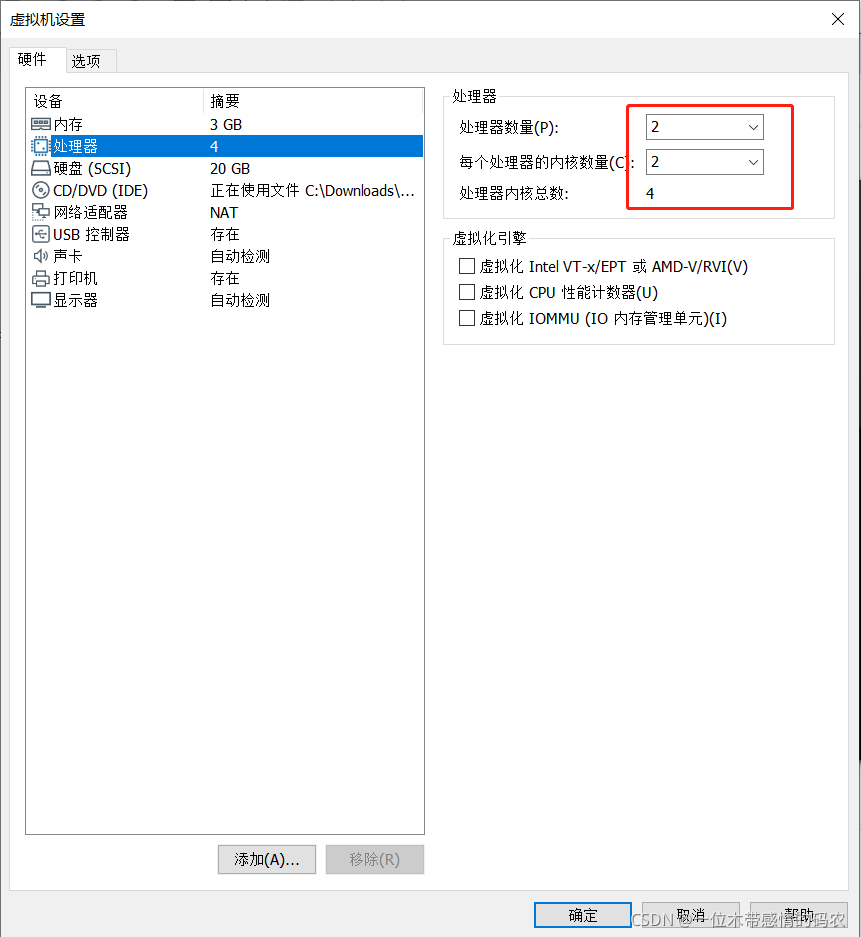 虚拟机设置
硬件
选项
设备 摘要
内存 3 GB
处理器 4
硬盘 (SCSI) 20 GB
CD/DVD (IDE) 正在使用文件 C:\Downloads\...
网络适配器 NAT
USB 控制器 存在
声卡 自动检测
打印机 存在
显示器 自动检测
添加(A)...
移除(R)
处理器
处理器数量(P): 2
每个处理器的内核数量(C): 2
处理器内核总数: 4
虚拟化引擎
虚拟化 Intel VT-x/EPT 或 AMD-V/RVI(V)
虚拟化 CPU 性能计数器(U)
虚拟化 IOMMU (IO 内存管理单元)(I)
确定
取消
帮助
CSDN @一位木带感情的码农